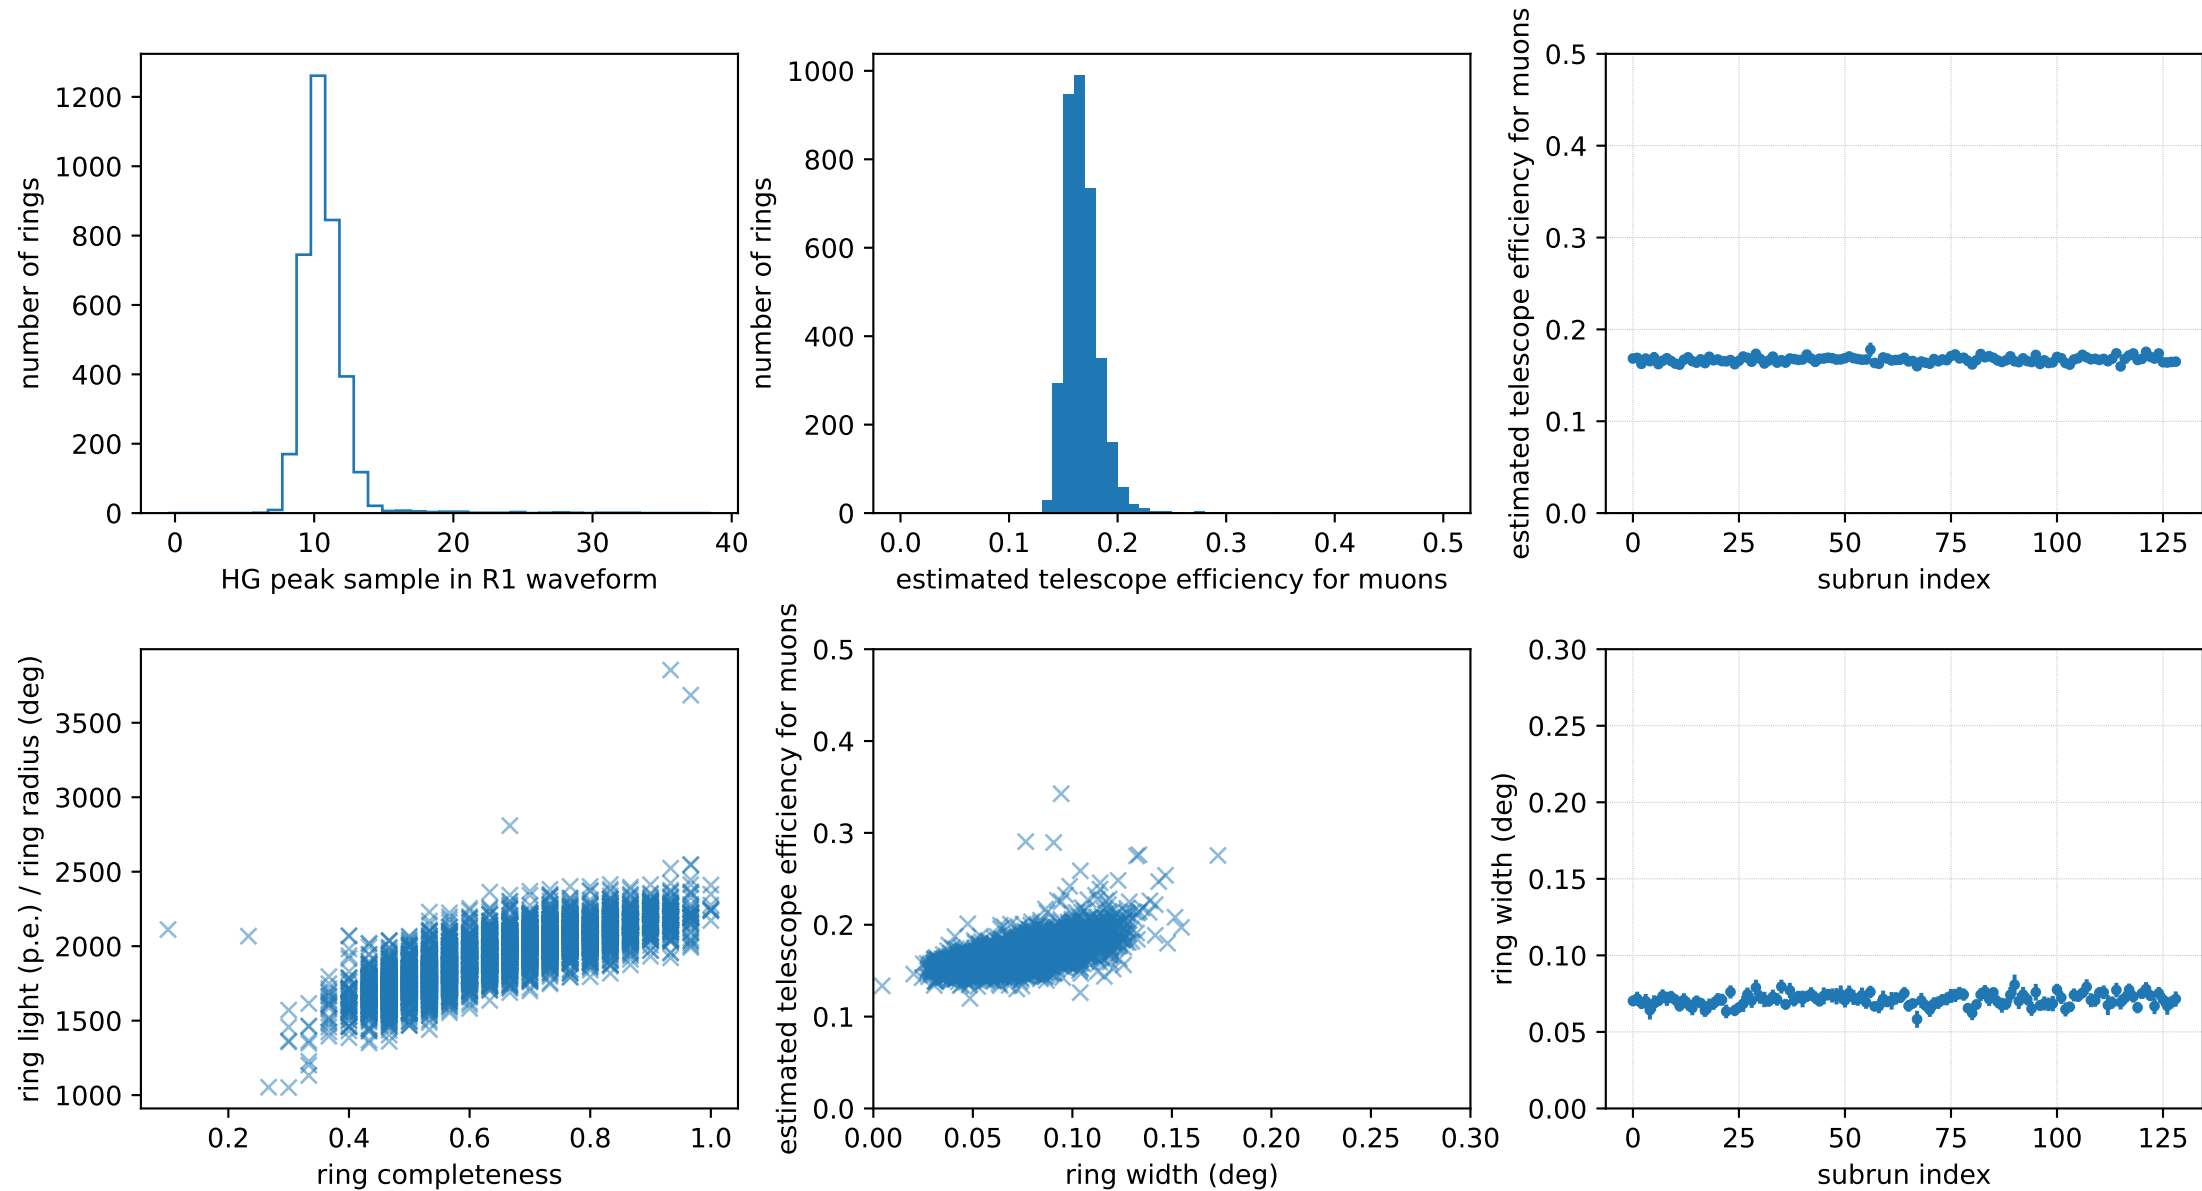 number of rings
1200
1000
800
600
400
200
0
0 10 20 30 40
HG peak sample in R1 waveform
number of rings
1000
800
600
400
200
0
0.0 0.1 0.2 0.3 0.4 0.5
estimated telescope efficiency for muons
estimated telescope efficiency for muons
0.5
0.4
0.3
0.2
0.1
0.0
0 25 50 75 100 125
subrun index
ring light (p.e.) / ring radius (deg)
3500
3000
2500
2000
1500
1000
0.2 0.4 0.6 0.8 1.0
ring completeness
estimated telescope efficiency for muons
0.5
0.4
0.3
0.2
0.1
0.0
0.00 0.05 0.10 0.15 0.20 0.25 0.30
ring width (deg)
ring width (deg)
0.30
0.25
0.20
0.15
0.10
0.05
0.00
0 25 50 75 100 125
subrun index